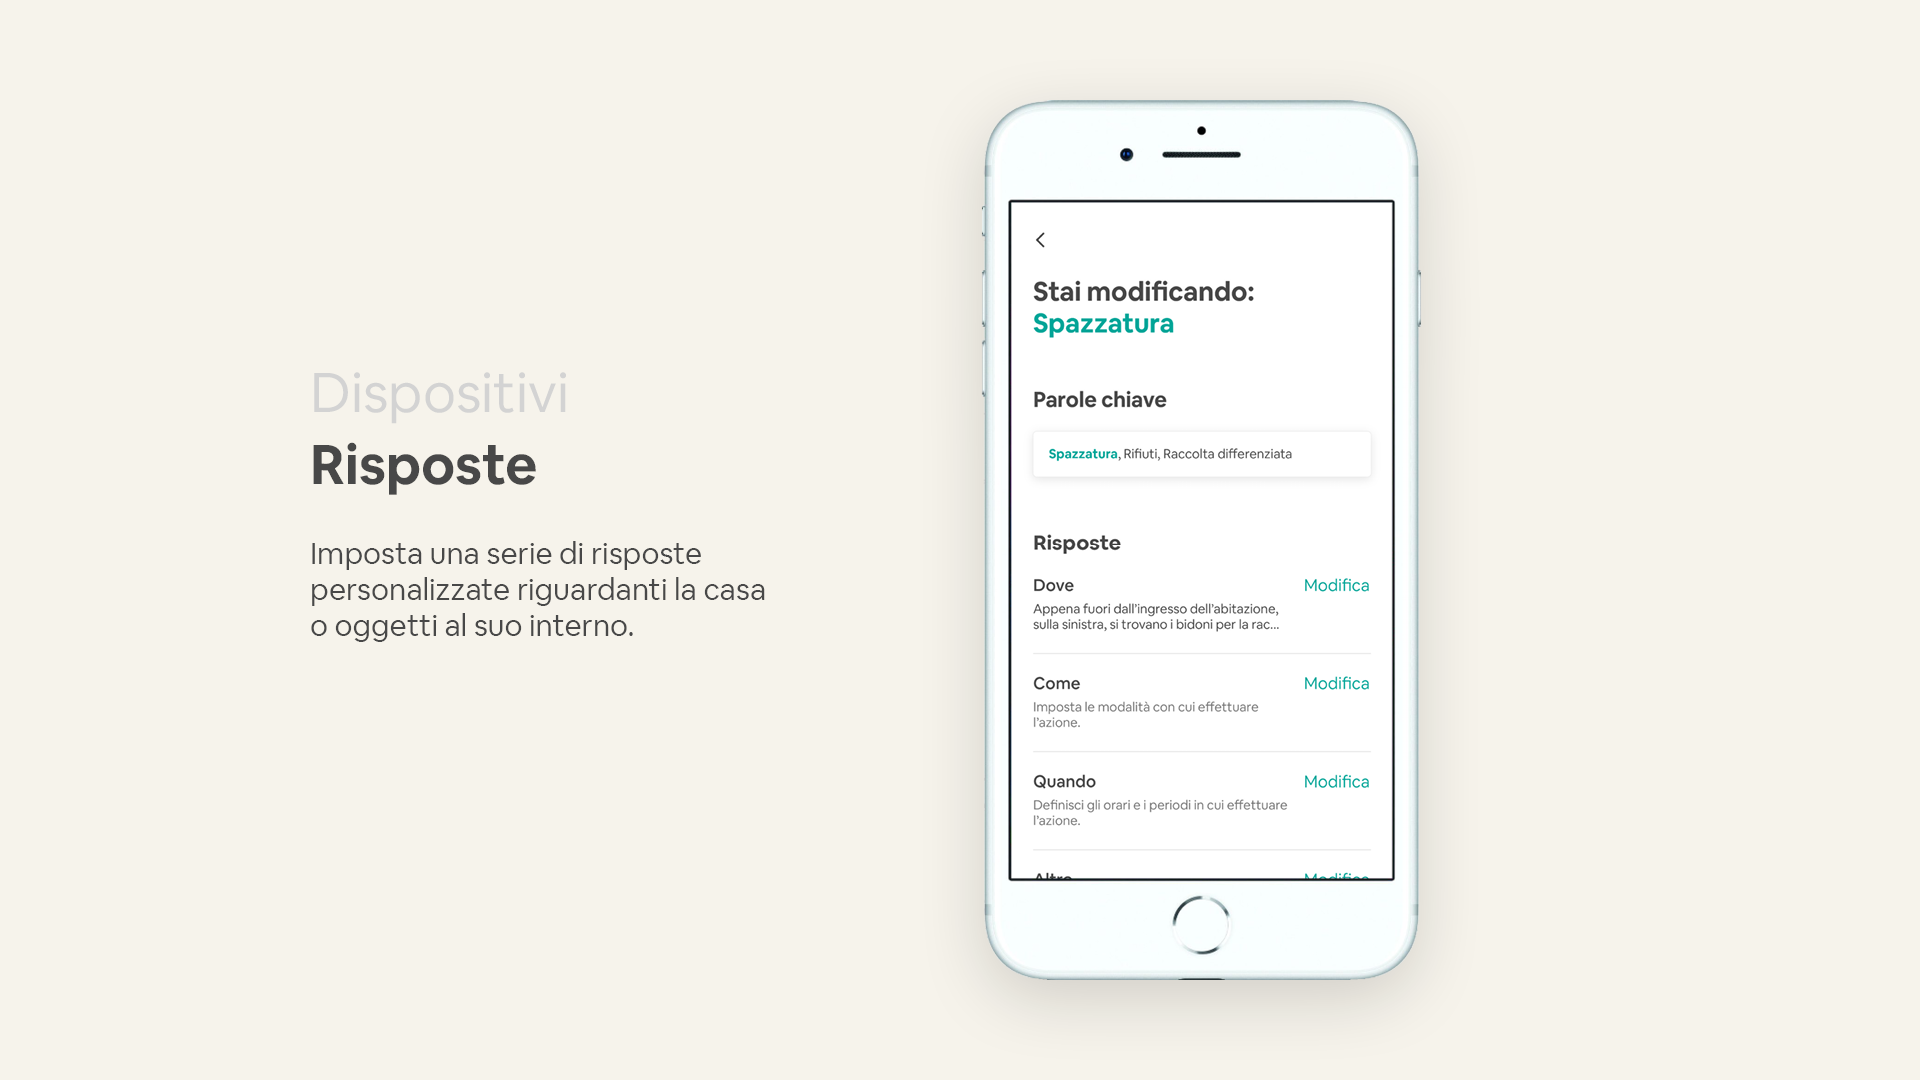 Dispositivi
Risposte
Imposta una serie di risposte
personalizzate riguardanti la casa
o oggetti al suo interno.
Stai modificando:
Spazzatura
Parole chiave
Spazzatura, Rifiuti, Raccolta differenziata
Risposte
Dove Modifica
Appena fuori dall'ingresso dell'abitazione,
sulla sinistra, si trovano i bidoni per la rac...
Come Modifica
Imposta le modalità con cui effettuare
l'azione.
Quando Modifica
Definisci gli orari e i periodi in cui effettuare
l'azione.
Altro Modifica